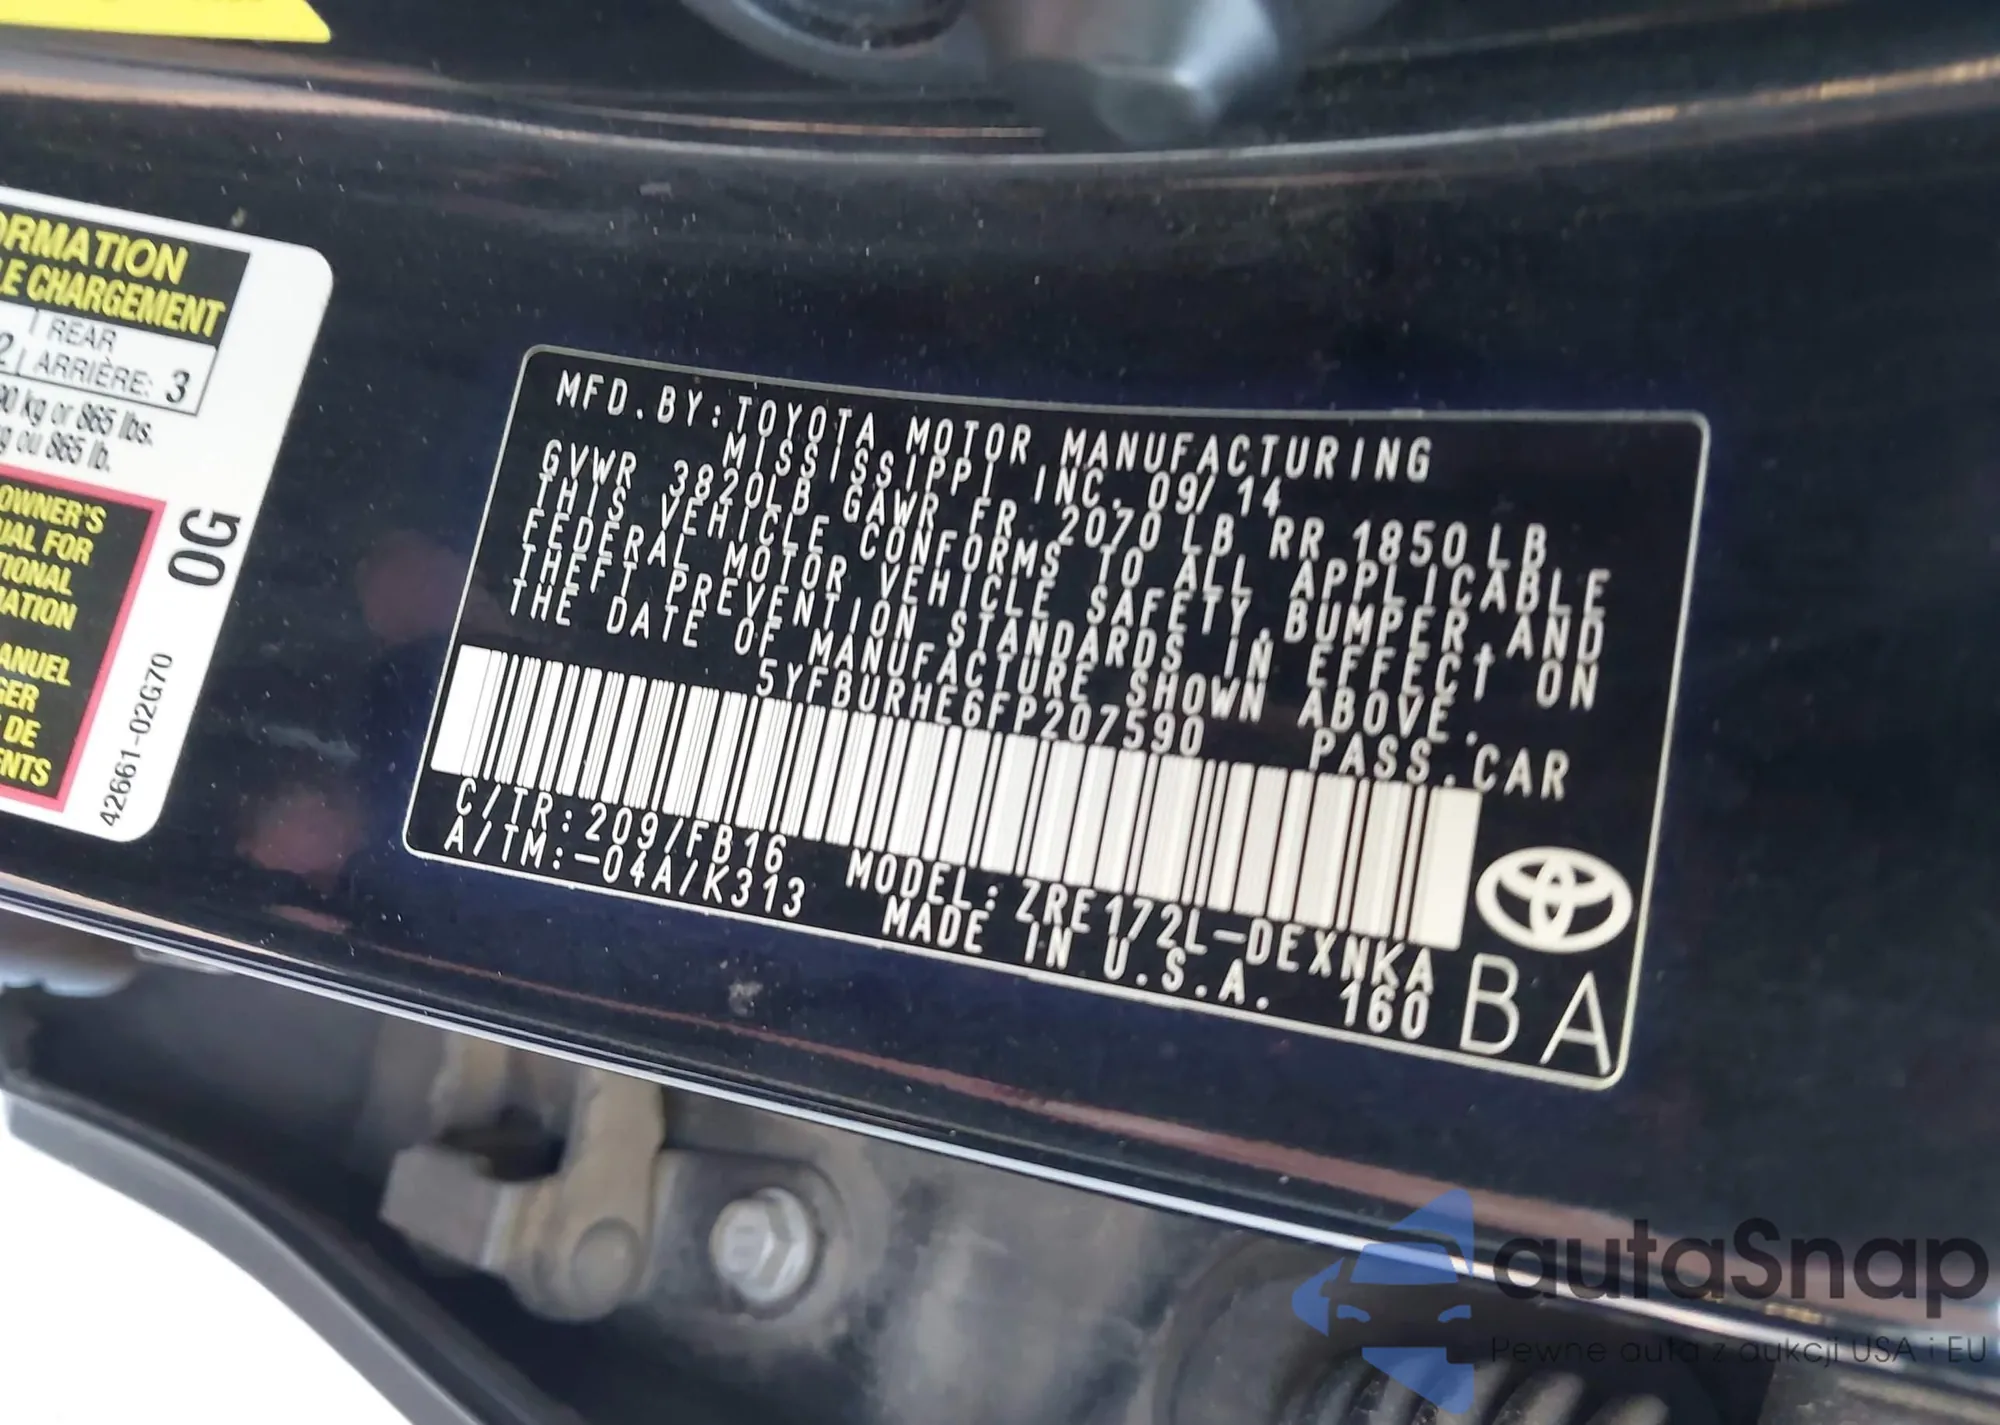 ORMATION
LE CHARGEMENT
REAR
2 ARRIÈRE: 3
90 kg or 865 lbs.
kg ou 865 lb.
OWNER'S
UAL FOR
TIONAL
MATION
ANUEL
GER
DE
ENTS
0G
42661-02G70
MFD.BY:TOYOTA MOTOR MANUFACTURING
MISSISSIPPI INC. 09/14
GVWR 3820LB GAWR FR 2070 LB RR 1850LB
THIS VEHICLE CONFORMS TO ALL APPLICABLE
FEDERAL MOTOR VEHICLE SAFETY,BUMPER,AND
THEFT PREVENTION STANDARDS IN EFFECT ON
THE DATE OF MANUFACTURE SHOWN ABOVE.
5YFBURHE6FP207590 PASS.CAR
C/TR:209/FB16 MODEL:ZRE172L-DEXNKA
A/TM:-04A/K313 MADE IN U.S.A. 160
BA
autaSnap
Pewne auta z aukcji USA i EU